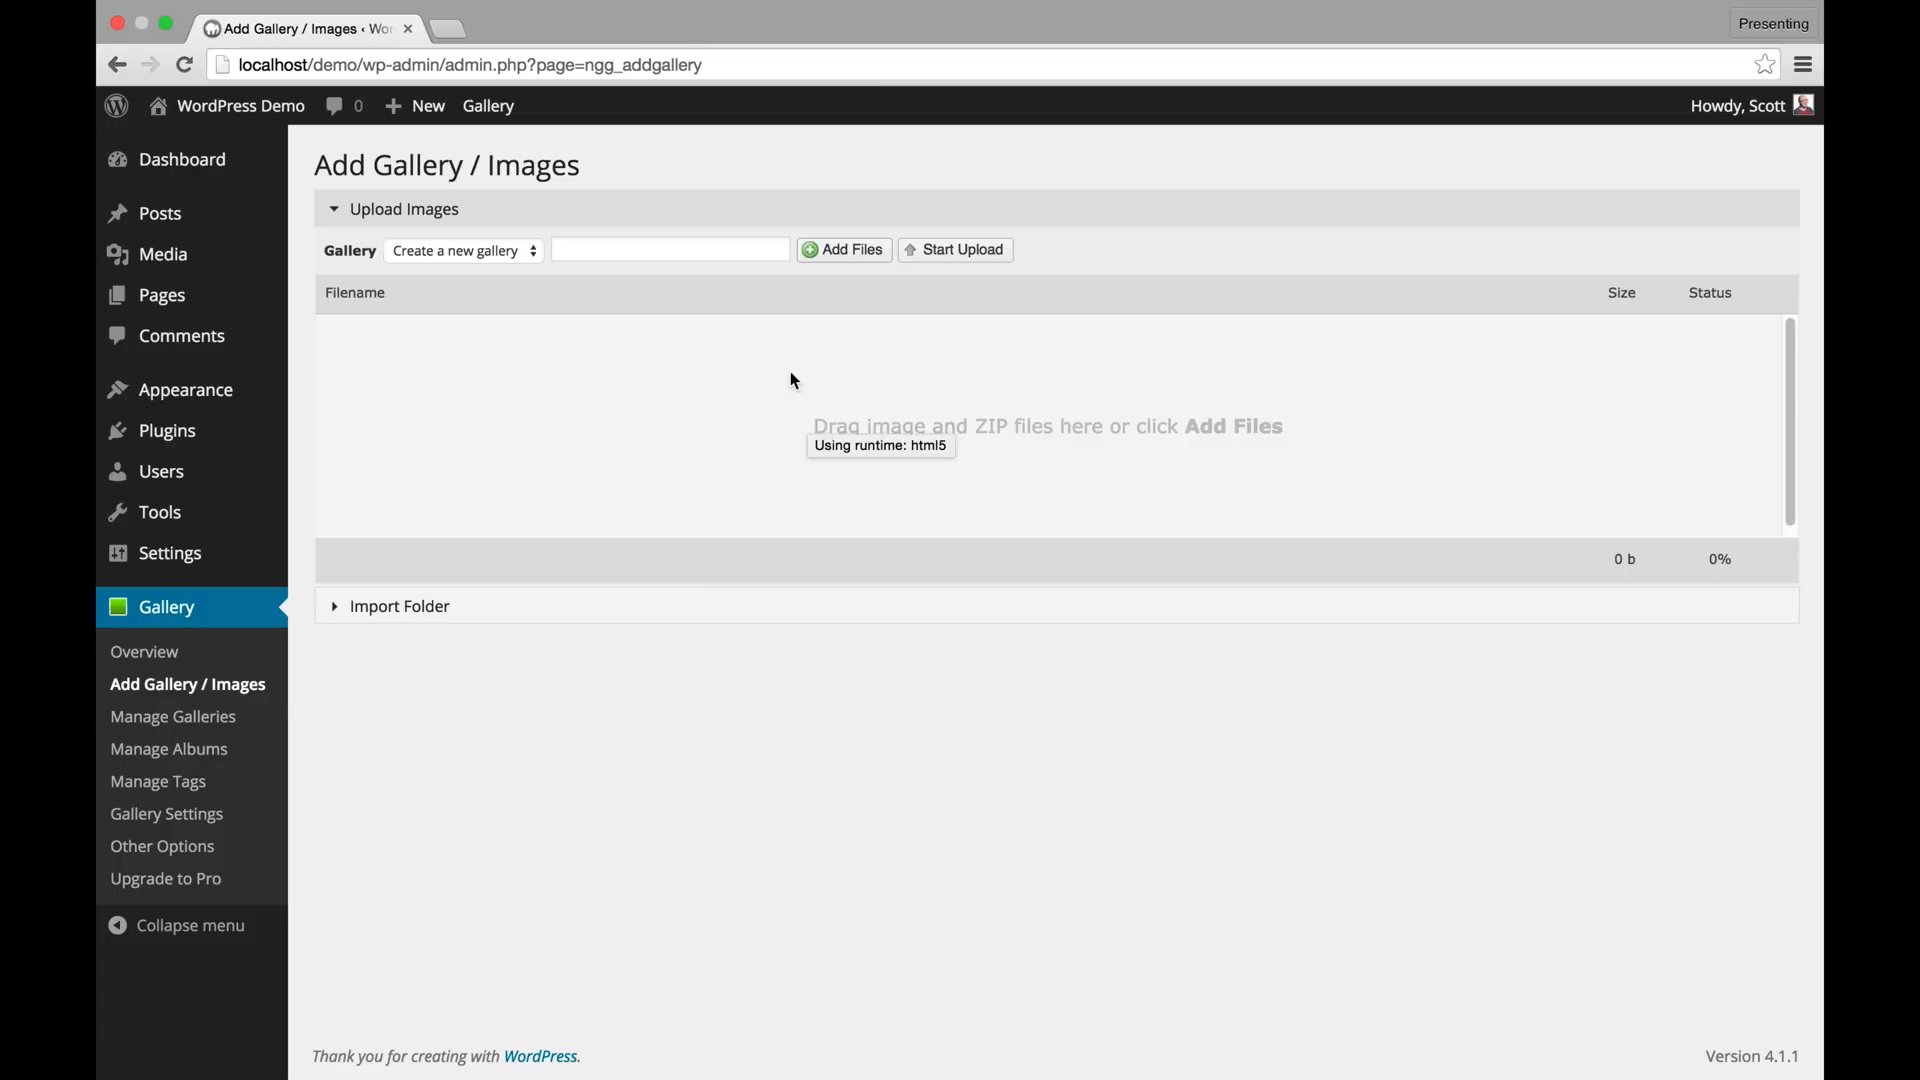 Add Gallery / Images ‹ Wor
Presenting
localhost/demo/wp-admin/admin.php?page=ngg_addgallery
WordPress Demo 0 New Gallery
Howdy, Scott
Dashboard
Posts
Media
Pages
Comments
Appearance
Plugins
Users
Tools
Settings
Gallery
Overview
Add Gallery / Images
Manage Galleries
Manage Albums
Manage Tags
Gallery Settings
Other Options
Upgrade to Pro
Collapse menu
Add Gallery / Images
Upload Images
Gallery Create a new gallery Add Files Start Upload
Filename Size Status
Drag image and ZIP files here or click Add Files
Using runtime: html5
0 b 0%
Import Folder
Thank you for creating with WordPress.
Version 4.1.1